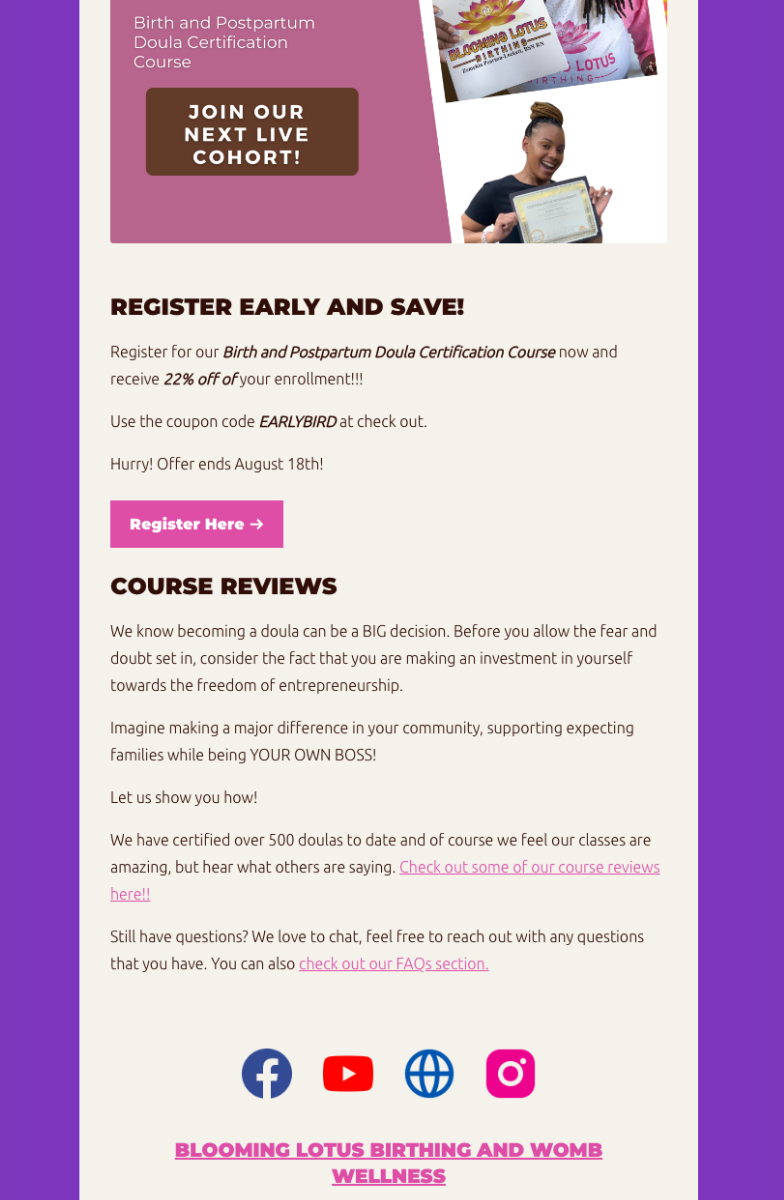 Birth and Postpartum
Doula Certification
Course
JOIN OUR
NEXT LIVE
COHORT!
BLOOMING LOTUS
BIRTHING
BSN RN
LOTUS
BIRTHING
REGISTER EARLY AND SAVE!
Register for our Birth and Postpartum Doula Certification Course now and
receive 22% off of your enrollment!!!
Use the coupon code EARLYBIRD at check out.
Hurry! Offer ends August 18th!
Register Here →
COURSE REVIEWS
We know becoming a doula can be a BIG decision. Before you allow the fear and
doubt set in, consider the fact that you are making an investment in yourself
towards the freedom of entrepreneurship.
Imagine making a major difference in your community, supporting expecting
families while being YOUR OWN BOSS!
Let us show you how!
We have certified over 500 doulas to date and of course we feel our classes are
amazing, but hear what others are saying. Check out some of our course reviews
here!!
Still have questions? We love to chat, feel free to reach out with any questions
that you have. You can also check out our FAQs section.
BLOOMING LOTUS BIRTHING AND WOMB
WELLNESS